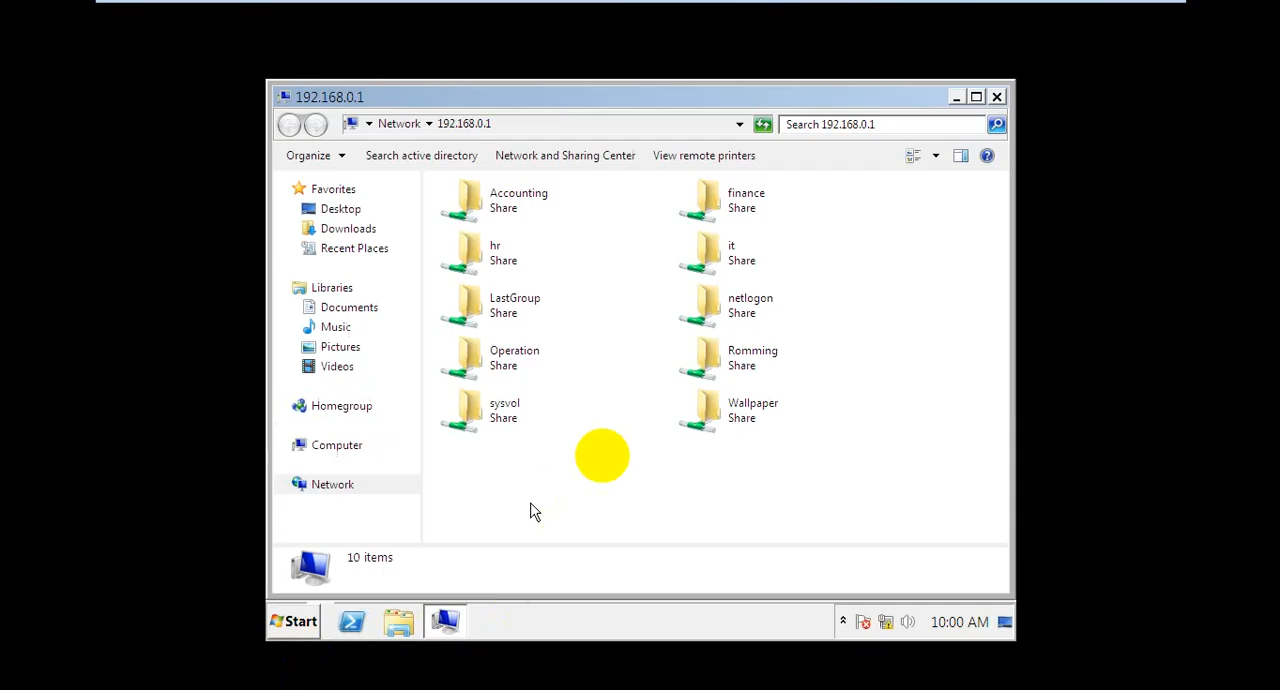 192.168.0.1
Network 192.168.0.1
Search 192.168.0.1
Organize Search active directory Network and Sharing Center View remote printers
Favorites
Desktop
Downloads
Recent Places
Libraries
Documents
Music
Pictures
Videos
Homegroup
Computer
Network
Accounting
Share
finance
Share
hr
Share
it
Share
LastGroup
Share
netlogon
Share
Operation
Share
Romming
Share
sysvol
Share
Wallpaper
Share
10 items
Start
10:00 AM